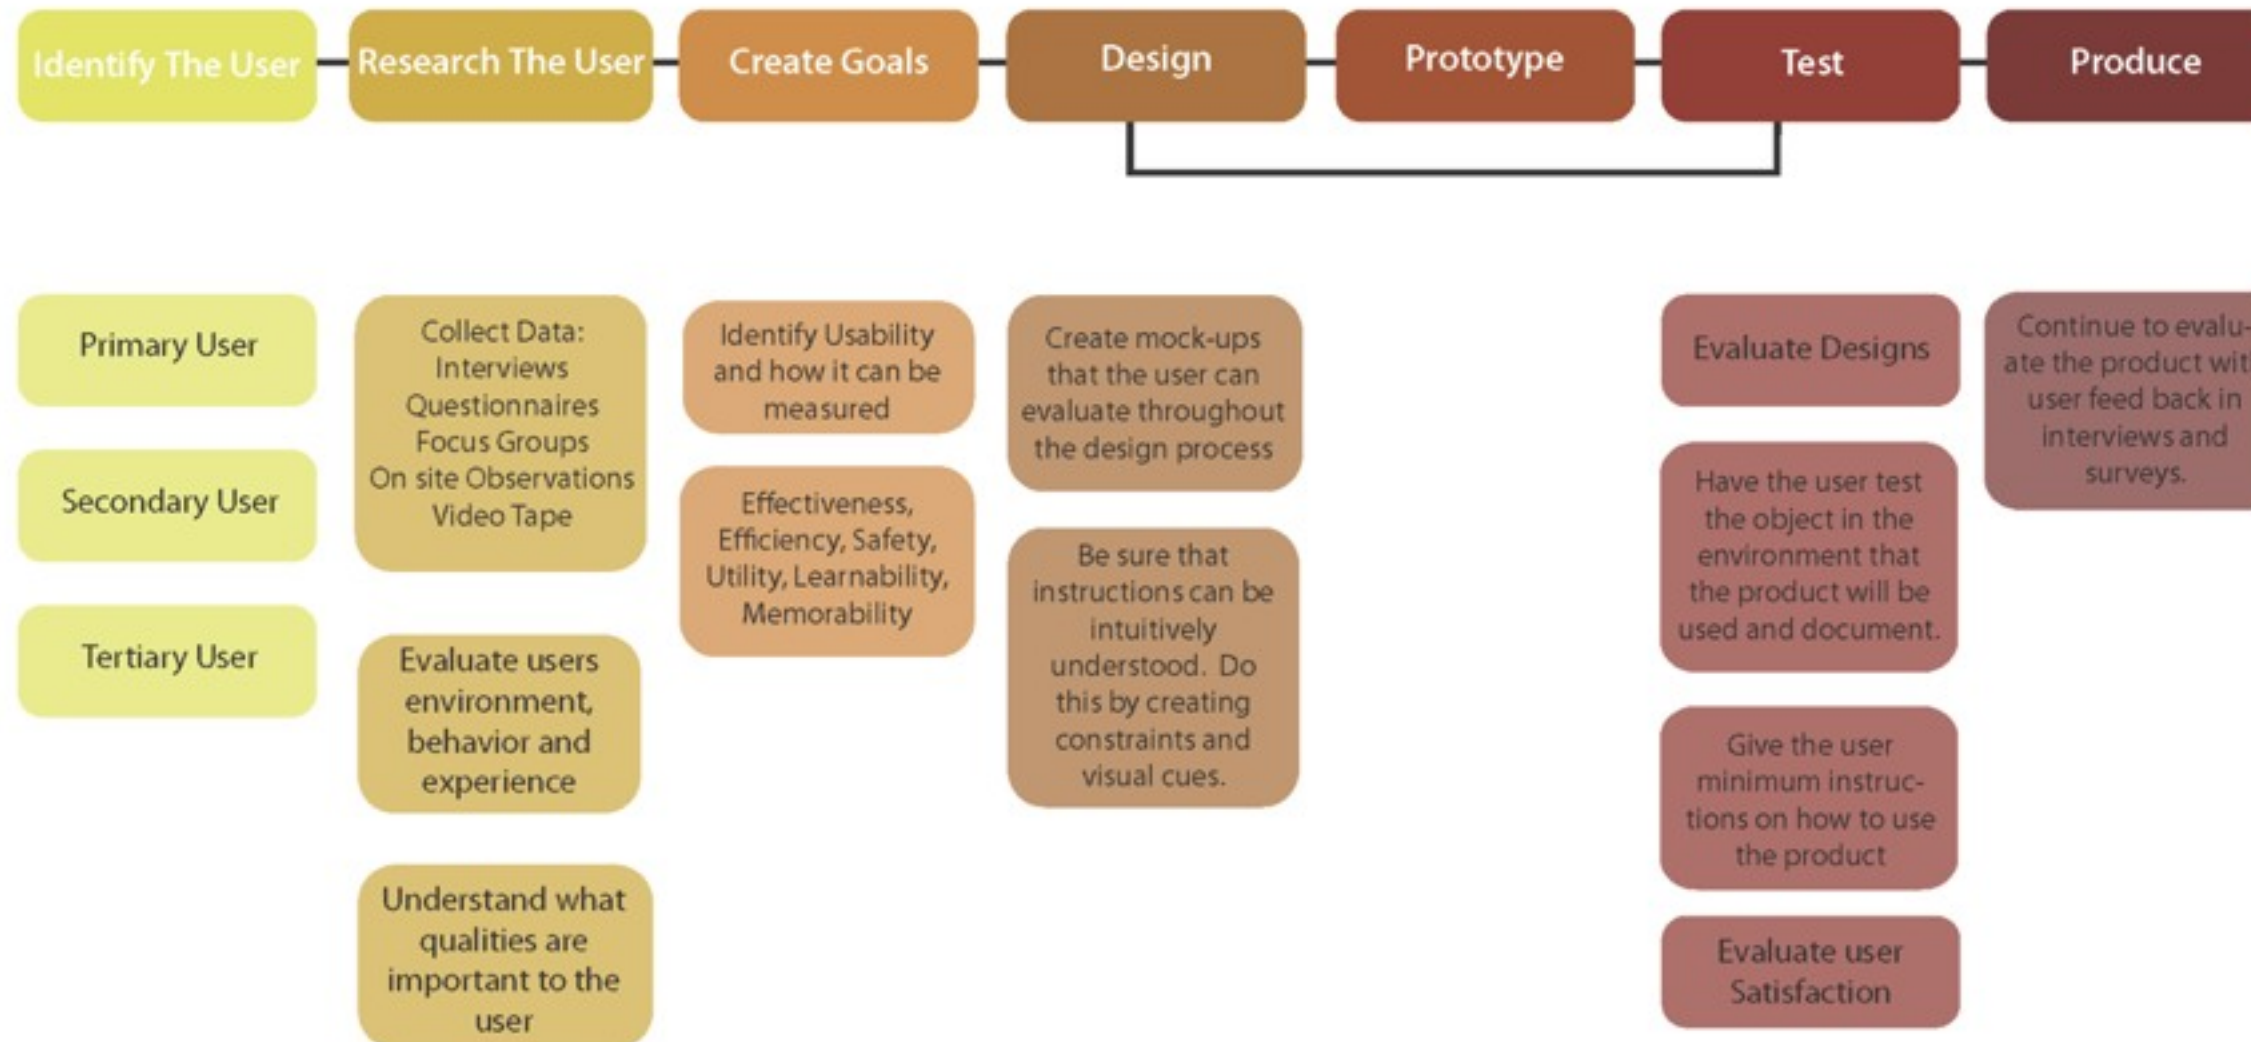 Identify The User
Research The User
Create Goals
Design
Prototype
Test
Produce
Primary User
Secondary User
Tertiary User
Collect Data:
Interviews
Questionnaires
Focus Groups
On site Observations
Video Tape
Evaluate users
environment,
behavior and
experience
Understand what
qualities are
important to the
user
Identify Usability
and how it can be
measured
Effectiveness,
Efficiency, Safety,
Utility, Learnability,
Memorability
Create mock-ups
that the user can
evaluate throughout
the design process
Be sure that
instructions can be
intuitively
understood. Do
this by creating
constraints and
visual cues.
Evaluate Designs
Have the user test
the object in the
environment that
the product will be
used and document.
Give the user
minimum instruc-
tions on how to use
the product
Evaluate user
Satisfaction
Continue to evalu-
ate the product with
user feed back in
interviews and
surveys.